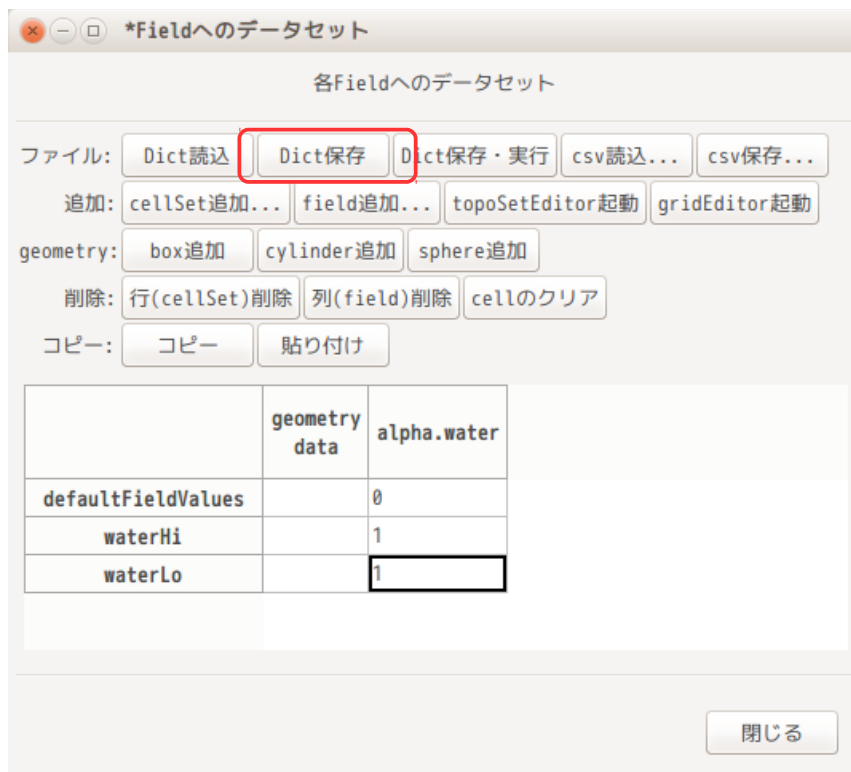 *Fieldへのデータセット
各Fieldへのデータセット
ファイル: Dict読込 Dict保存 Dict保存・実行 csv読込... csv保存...
追加: cellSet追加... field追加... topoSetEditor起動 gridEditor起動
geometry: box追加 cylinder追加 sphere追加
削除: 行(cellSet)削除 列(field)削除 cellのクリア
コピー: コピー 貼り付け
geometry
data alpha.water
defaultFieldValues 0
waterHi 1
waterLo 1
閉じる